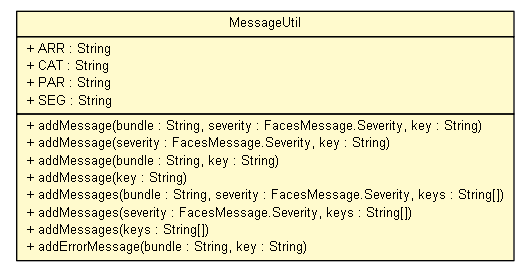 MessageUtil
+ ARR : String
+ CAT : String
+ PAR : String
+ SEG : String
+ addMessage(bundle : String, severity : FacesMessage.Severity, key : String)
+ addMessage(severity : FacesMessage.Severity, key : String)
+ addMessage(bundle : String, key : String)
+ addMessage(key : String)
+ addMessages(bundle : String, severity : FacesMessage.Severity, keys : String[])
+ addMessages(severity : FacesMessage.Severity, keys : String[])
+ addMessages(keys : String[])
+ addErrorMessage(bundle : String, key : String)